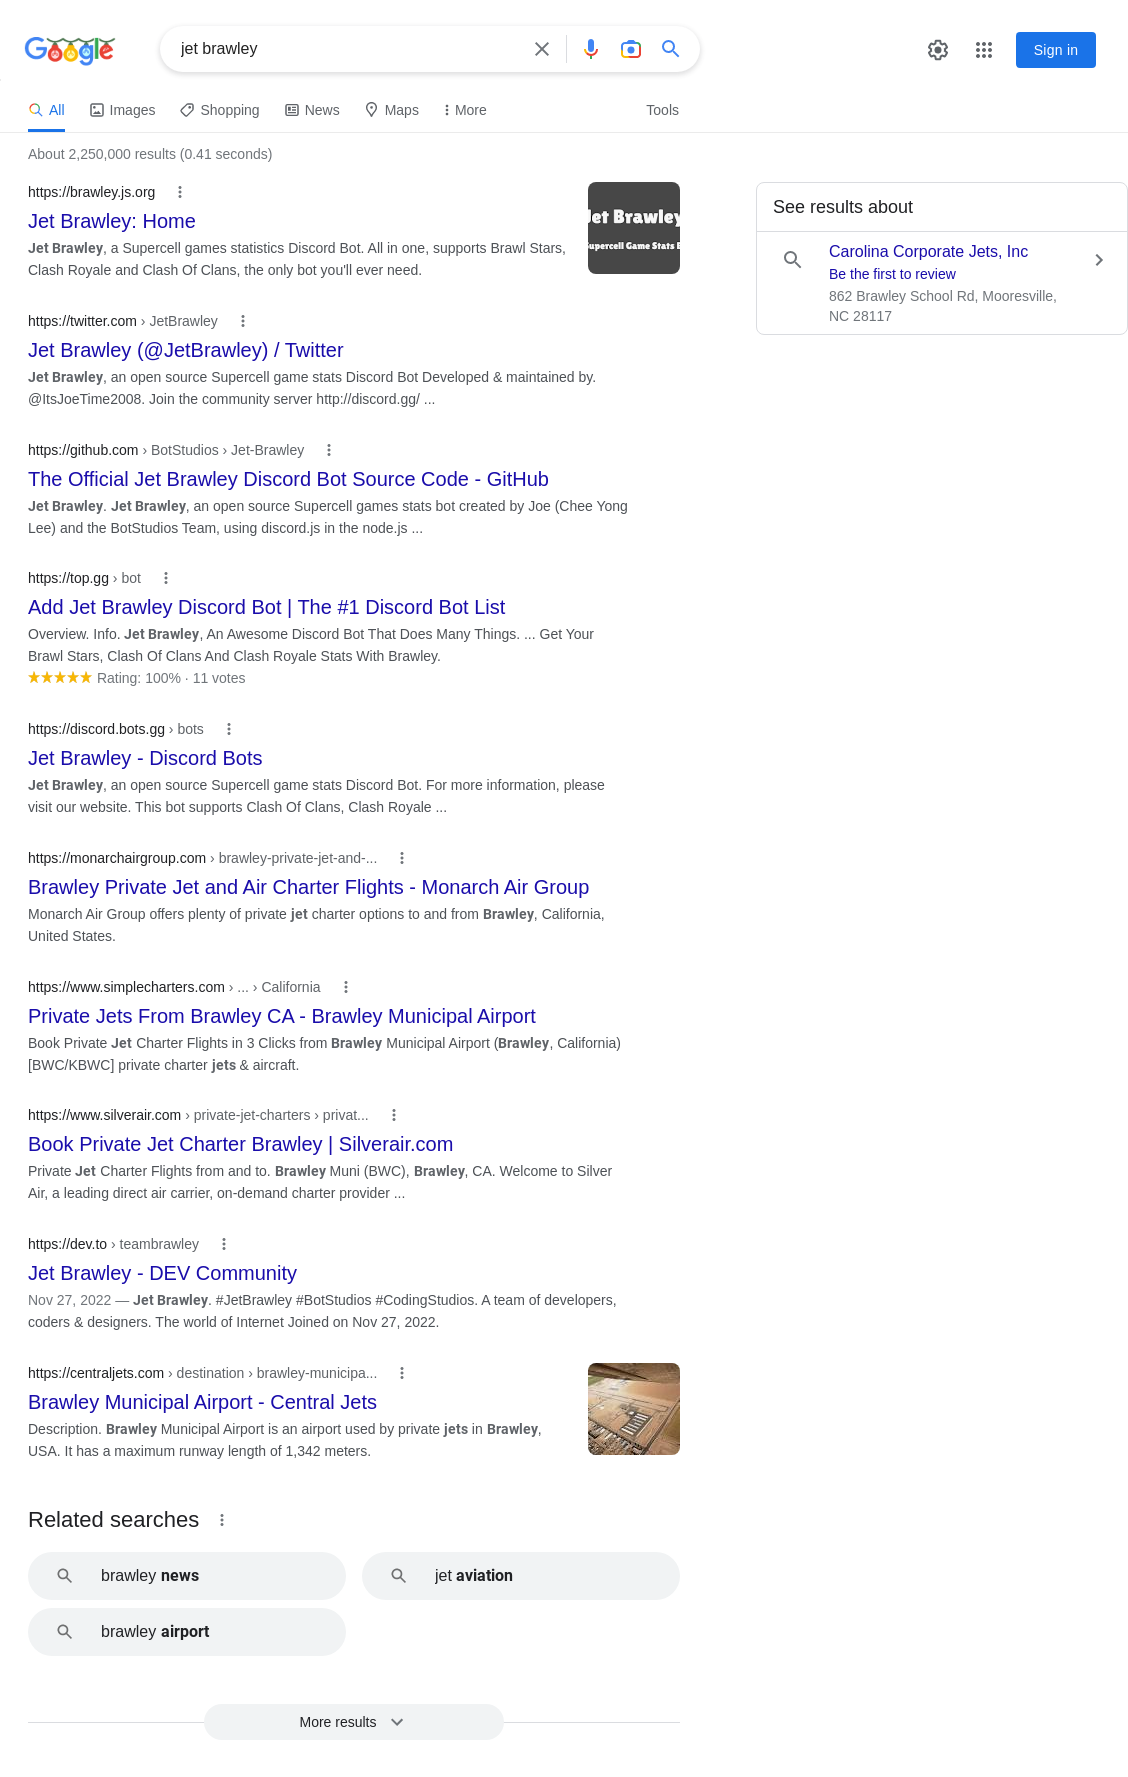 Google
jet brawley
Sign in
All Images Shopping News Maps More Tools
About 2,250,000 results (0.41 seconds)
https://brawley.js.org
Jet Brawley: Home
Jet Brawley, a Supercell games statistics Discord Bot. All in one, supports Brawl Stars,
Clash Royale and Clash Of Clans, the only bot you'll ever need.
Jet Brawley
Supercell Game Stats B
See results about
Carolina Corporate Jets, Inc
Be the first to review
862 Brawley School Rd, Mooresville,
NC 28117
https://twitter.com › JetBrawley
Jet Brawley (@JetBrawley) / Twitter
Jet Brawley, an open source Supercell game stats Discord Bot Developed & maintained by.
@ItsJoeTime2008. Join the community server http://discord.gg/ ...
https://github.com › BotStudios › Jet-Brawley
The Official Jet Brawley Discord Bot Source Code - GitHub
Jet Brawley. Jet Brawley, an open source Supercell games stats bot created by Joe (Chee Yong
Lee) and the BotStudios Team, using discord.js in the node.js ...
https://top.gg › bot
Add Jet Brawley Discord Bot | The #1 Discord Bot List
Overview. Info. Jet Brawley, An Awesome Discord Bot That Does Many Things. ... Get Your
Brawl Stars, Clash Of Clans And Clash Royale Stats With Brawley.
Rating: 100% · 11 votes
https://discord.bots.gg › bots
Jet Brawley - Discord Bots
Jet Brawley, an open source Supercell game stats Discord Bot. For more information, please
visit our website. This bot supports Clash Of Clans, Clash Royale ...
https://monarchairgroup.com › brawley-private-jet-and-...
Brawley Private Jet and Air Charter Flights - Monarch Air Group
Monarch Air Group offers plenty of private jet charter options to and from Brawley, California,
United States.
https://www.simplecharters.com › ... › California
Private Jets From Brawley CA - Brawley Municipal Airport
Book Private Jet Charter Flights in 3 Clicks from Brawley Municipal Airport (Brawley, California)
[BWC/KBWC] private charter jets & aircraft.
https://www.silverair.com › private-jet-charters › privat...
Book Private Jet Charter Brawley | Silverair.com
Private Jet Charter Flights from and to. Brawley Muni (BWC), Brawley, CA. Welcome to Silver
Air, a leading direct air carrier, on-demand charter provider ...
https://dev.to › teambrawley
Jet Brawley - DEV Community
Nov 27, 2022 — Jet Brawley. #JetBrawley #BotStudios #CodingStudios. A team of developers,
coders & designers. The world of Internet Joined on Nov 27, 2022.
https://centraljets.com › destination › brawley-municipa...
Brawley Municipal Airport - Central Jets
Description. Brawley Municipal Airport is an airport used by private jets in Brawley,
USA. It has a maximum runway length of 1,342 meters.
Related searches
brawley news
jet aviation
brawley airport
More results